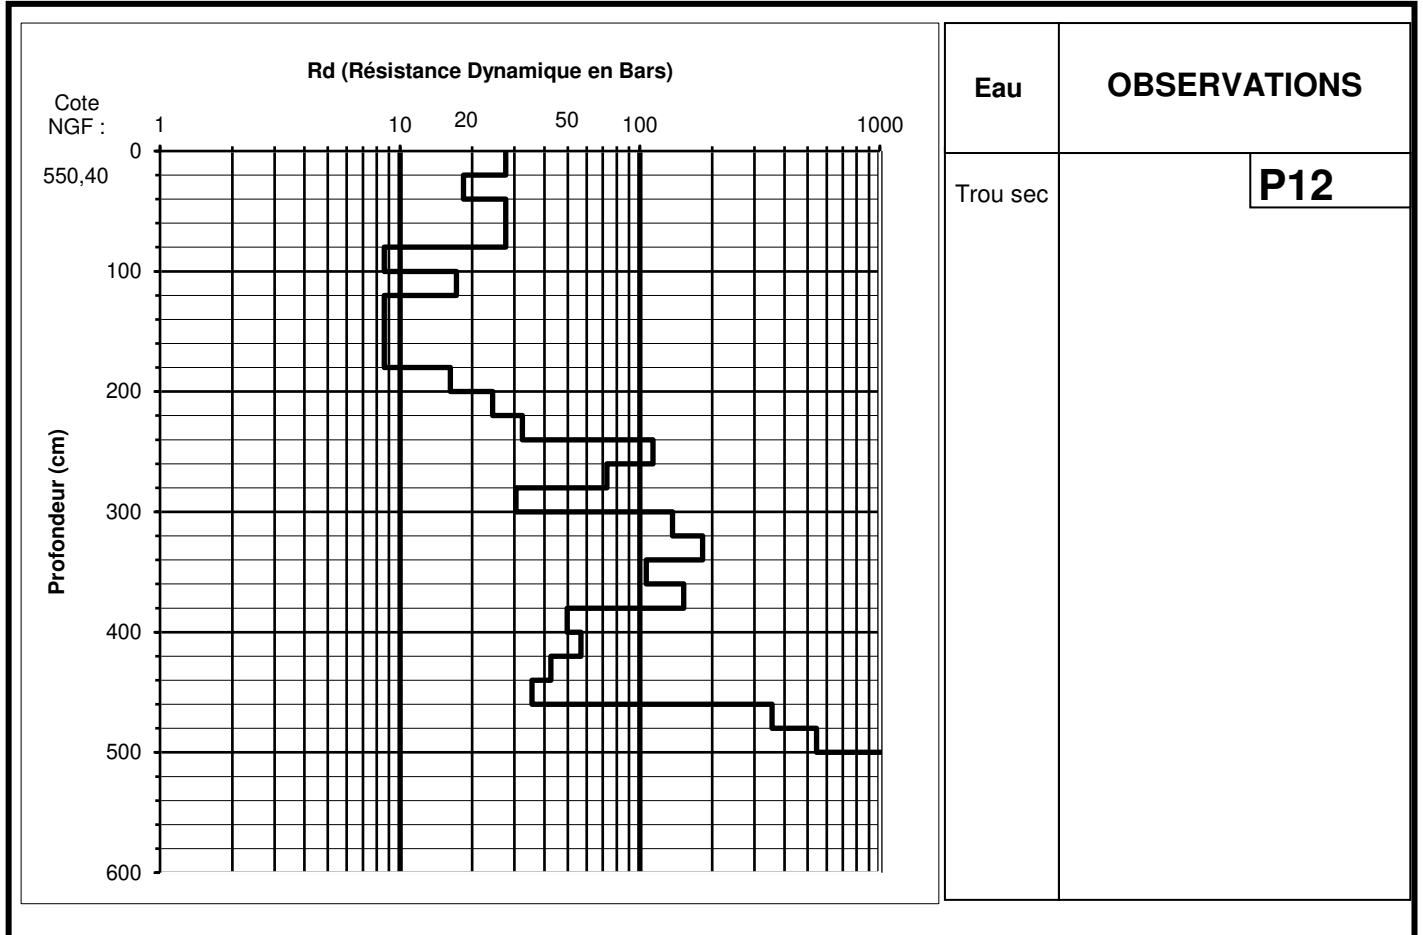 Rd (Résistance Dynamique en Bars)
Cote
NGF :
1
10
20
50
100
1000
0
550,40
100
200
300
400
500
600
Profondeur (cm)
Eau
OBSERVATIONS
Trou sec
P12